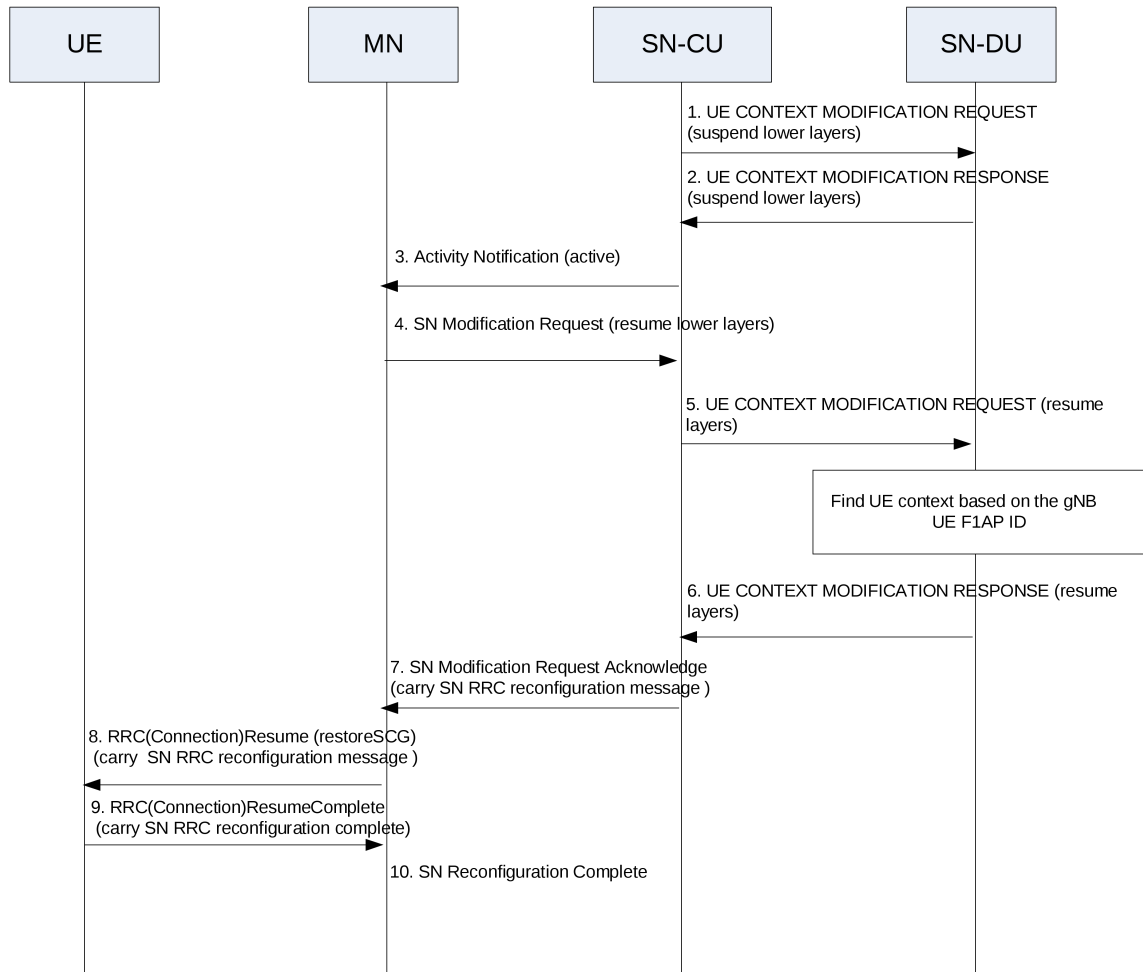 UE
MN
SN-CU
SN-DU
1. UE CONTEXT MODIFICATION REQUEST
(suspend lower layers)
2. UE CONTEXT MODIFICATION RESPONSE
(suspend lower layers)
3. Activity Notification (active)
4. SN Modification Request (resume lower layers)
5. UE CONTEXT MODIFICATION REQUEST (resume
layers)
Find UE context based on the gNB
UE F1AP ID
6. UE CONTEXT MODIFICATION RESPONSE (resume
layers)
7. SN Modification Request Acknowledge
(carry SN RRC reconfiguration message )
8. RRC(Connection)Resume (restoreSCG)
(carry  SN RRC reconfiguration message )
9. RRC(Connection)ResumeComplete
(carry SN RRC reconfiguration complete)
10. SN Reconfiguration Complete